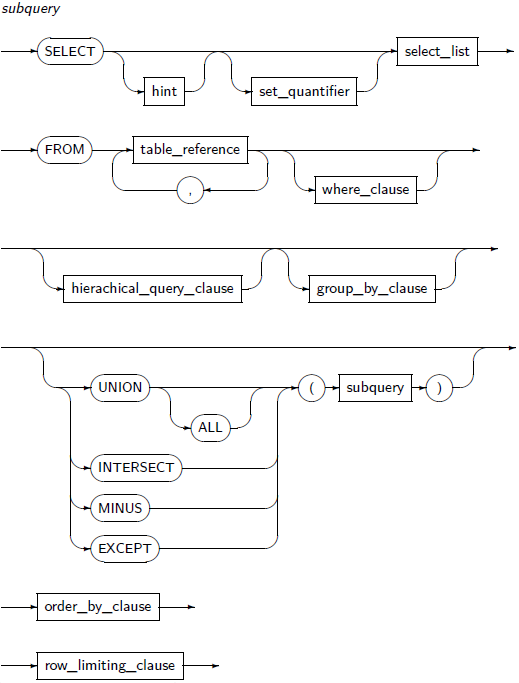 subquery
SELECT hint set_quantifier select_list
FROM table_reference , where_clause
hierachical_query_clause group_by_clause
UNION ALL ( subquery )
INTERSECT
MINUS
EXCEPT
order_by_clause
row_limiting_clause